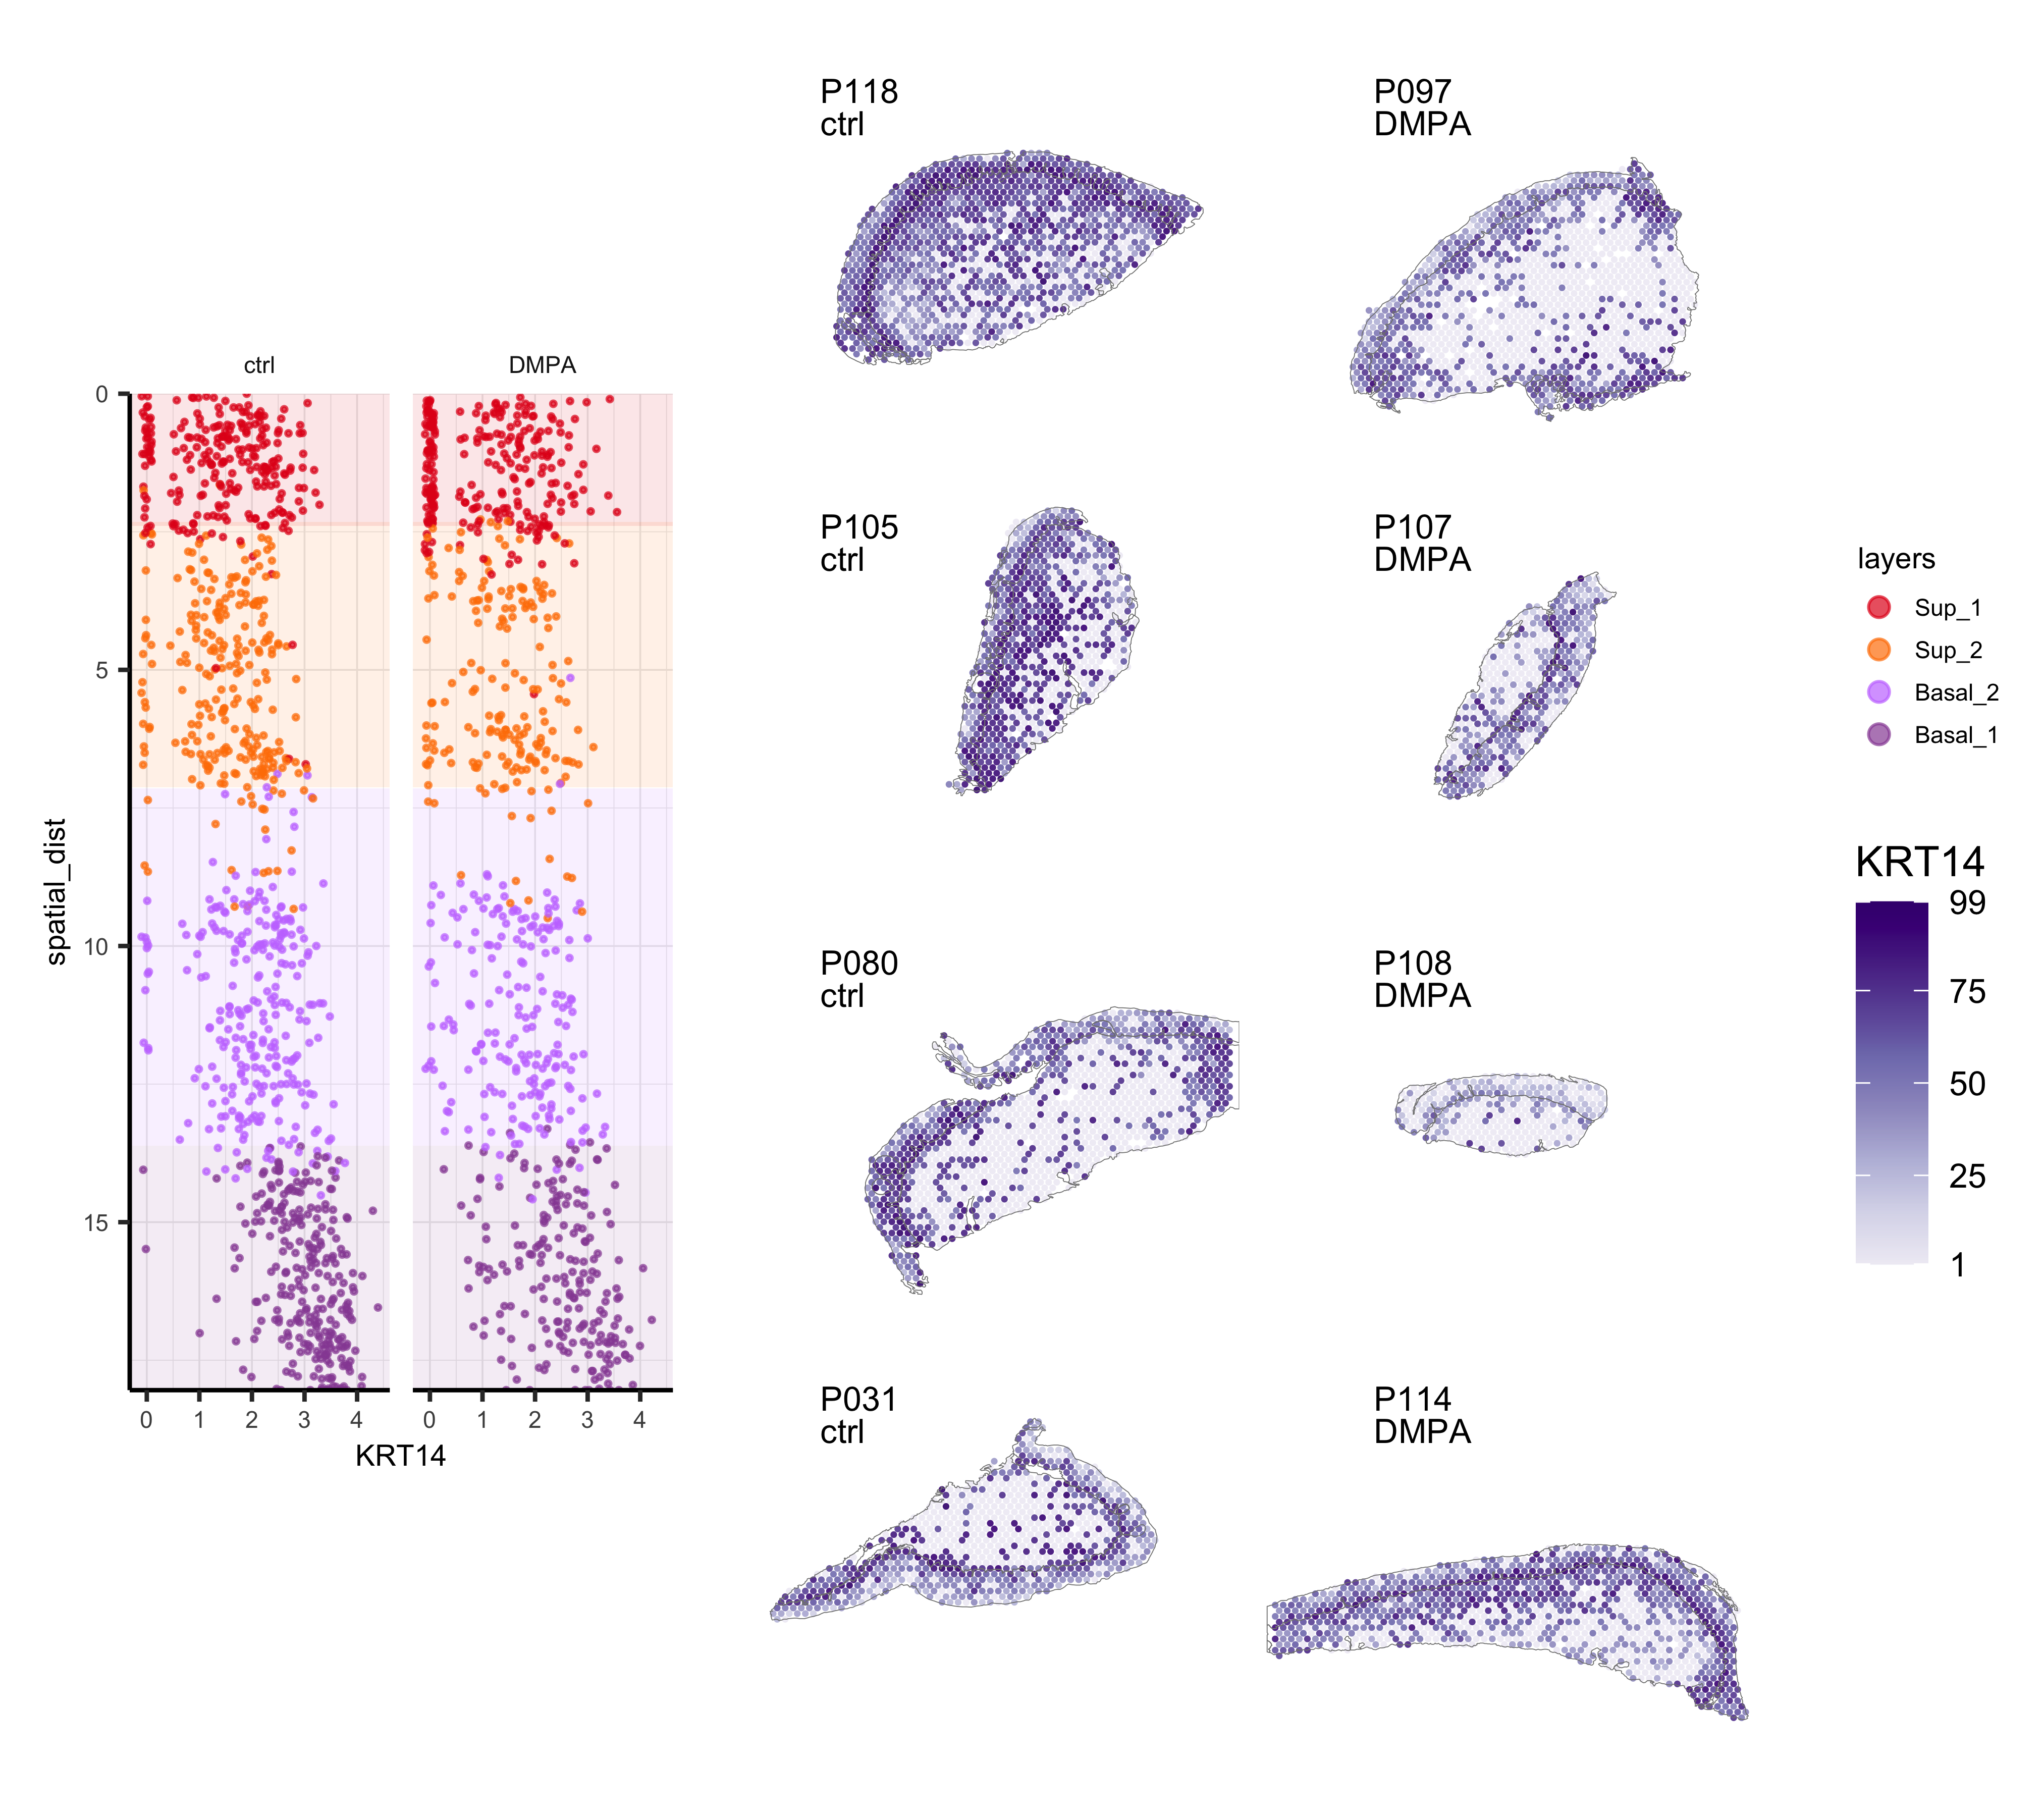 P118
ctrl
P097
DMPA
ctrl
DMPA
0
5
10
15
spatial_dist
0 1 2 3 4
0 1 2 3 4
KRT14
P105
ctrl
P107
DMPA
P080
ctrl
P108
DMPA
P031
ctrl
P114
DMPA
layers
Sup_1
Sup_2
Basal_2
Basal_1
KRT14
99
75
50
25
1